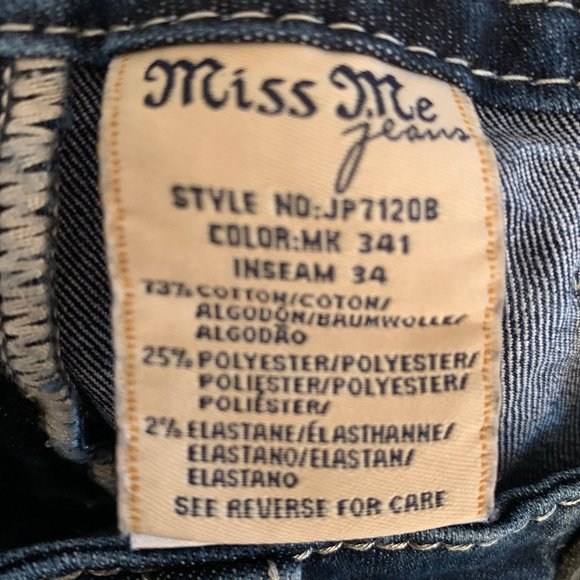 Miss Me
jeans
STYLE NO:JP7120B
COLOR:MK 341
INSEAM 34
73% COTTON/COTON/
ALGODÓN/BAUMWOLLE/
ALGODÃO
25% POLYESTER/POLYESTER/
POLIÉSTER/POLYESTER/
POLIÉSTER/
2% ELASTANE/ÉLASTHANNE/
ELASTANO/ELASTAN/
ELASTANO
SEE REVERSE FOR CARE